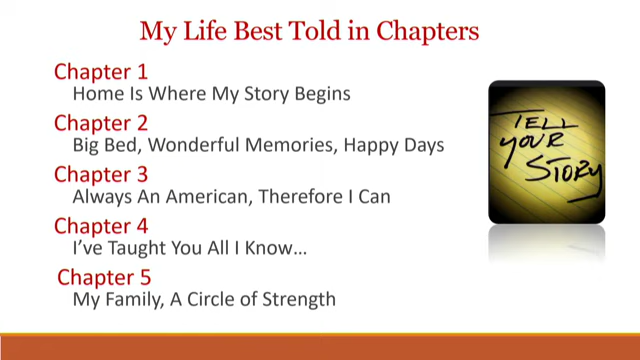 My Life Best Told in Chapters
Chapter 1
Home Is Where My Story Begins
Chapter 2
Big Bed, Wonderful Memories, Happy Days
Chapter 3
Always An American, Therefore I Can
Chapter 4
I’ve Taught You All I Know…
Chapter 5
My Family, A Circle of Strength
TELL
YOUR
STORY